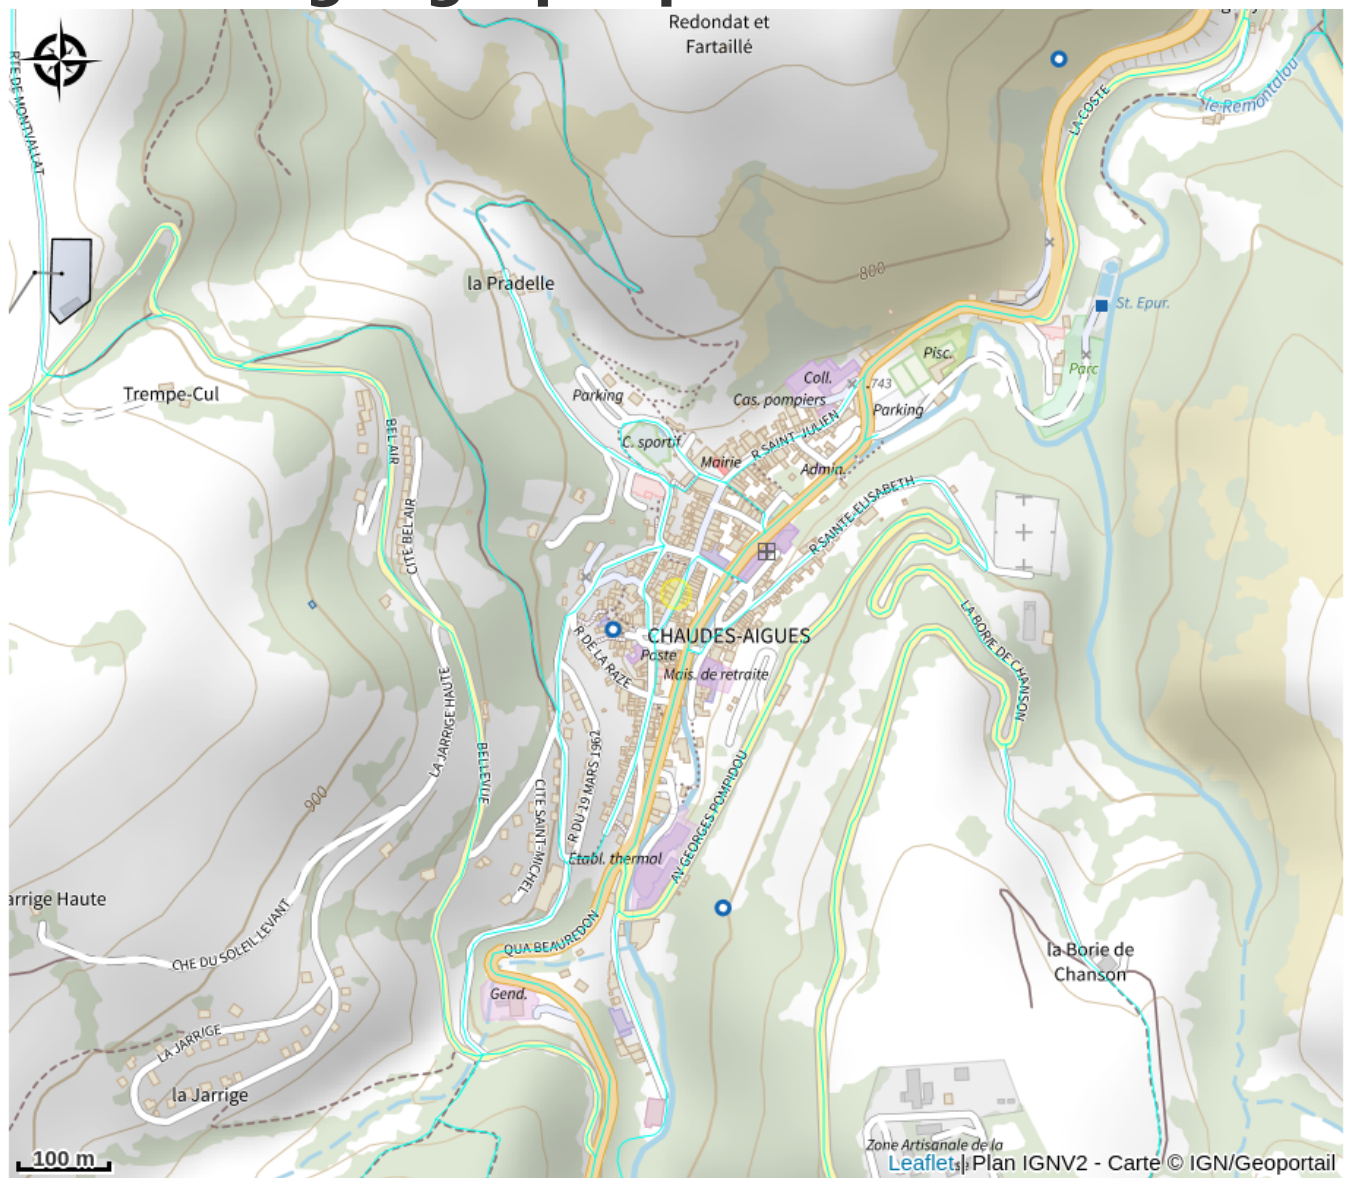 Redondat et
Fartaillé
RTE DE MONTVALLAT
LA COSTE
le Remontalou
la Pradelle
800
St. Epur.
Pisc.
Parc
Coll.
743
Trempe-Cul
Parking
Cas. pompiers
Parking
BEL AIR
C. sportif
R SAINT-JULIEN
Mairie
Admin.
CITE BEL AIR
R SAINTE-ELISABETH
LA BORIE DE CHANSON
CHAUDES-AIGUES
R DE LA RAZE
Poste
Mais. de retraite
LA JARRIGE HAUTE
BELLEVUE
R DU 19 MARS 1962
AV GEORGES POMPIDOU
900
CITE SAINT-MICHEL
Etabl. thermal
arrige Haute
CHE DU SOLEIL LEVANT
QUA BEAUREDON
la Borie de
Chanson
Gend.
LA JARRIGE
la Jarrige
Zone Artisanale de la
100 m
Leaflet | Plan IGNV2 - Carte © IGN/Geoportail